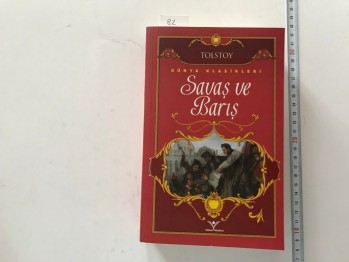 82
TOLSTOY
DÜNYA KLASİKLERİ
Savaş ve
Barış